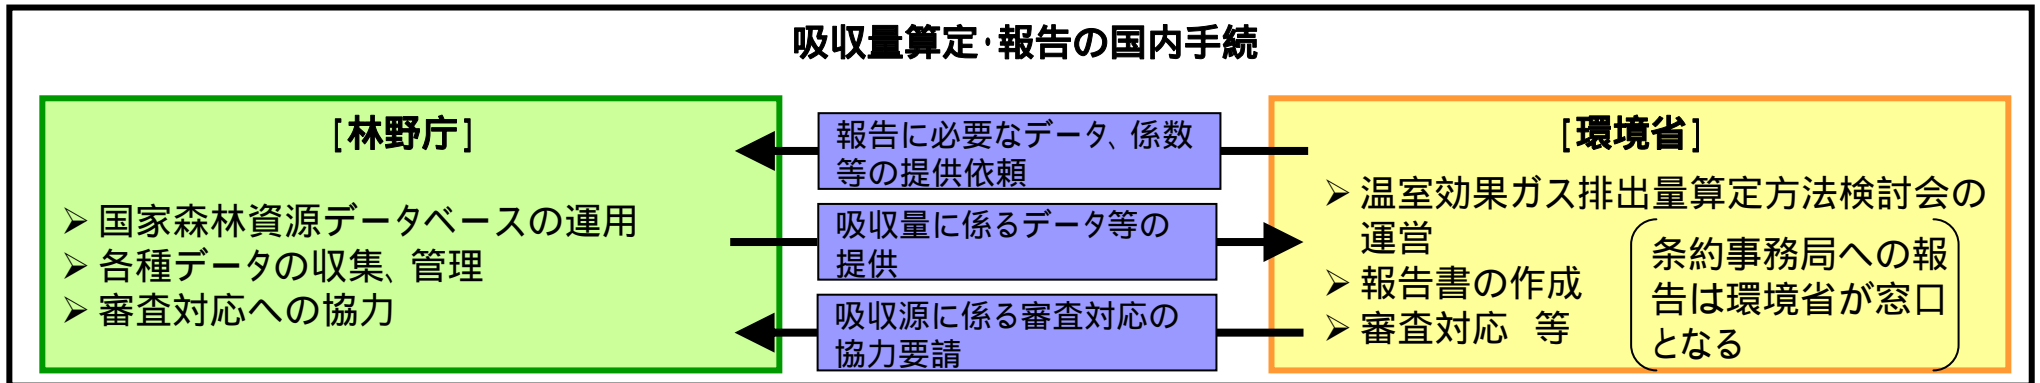 吸収量算定・報告の国内手続
[林野庁]
➢ 国家森林資源データベースの運用
➢ 各種データの収集、管理
➢ 審査対応への協力
報告に必要なデータ、係数
等の提供依頼
吸収量に係るデータ等の
提供
吸収源に係る審査対応の
協力要請
[環境省]
➢ 温室効果ガス排出量算定方法検討会の
運営
➢ 報告書の作成
➢ 審査対応 等
条約事務局への報
告は環境省が窓口
となる